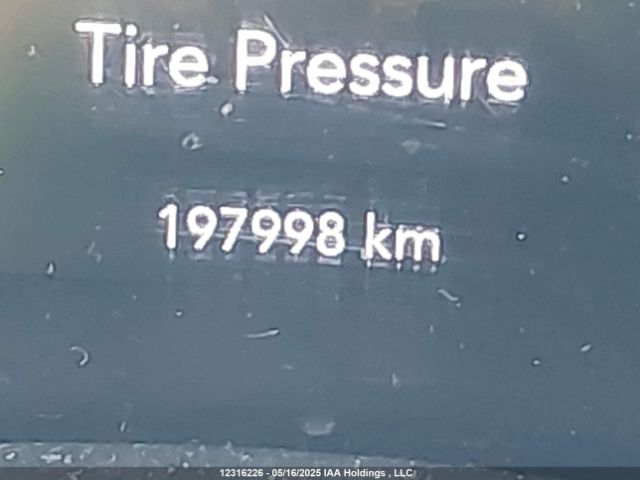 Tire Pressure
197998 km
12316226 - 05/16/2025 IAA Holdings , LLC